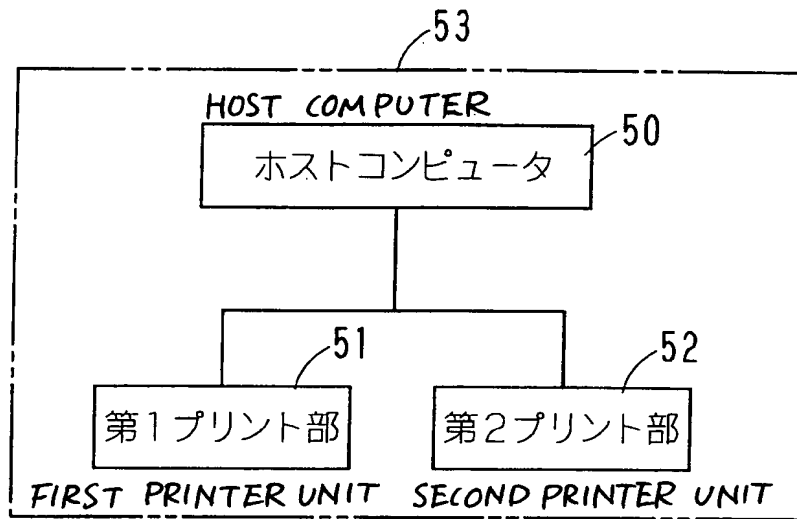 53
HOST COMPUTER
50
ホストコンピュータ
51
52
第1プリント部
第2プリント部
FIRST PRINTER UNIT
SECOND PRINTER UNIT